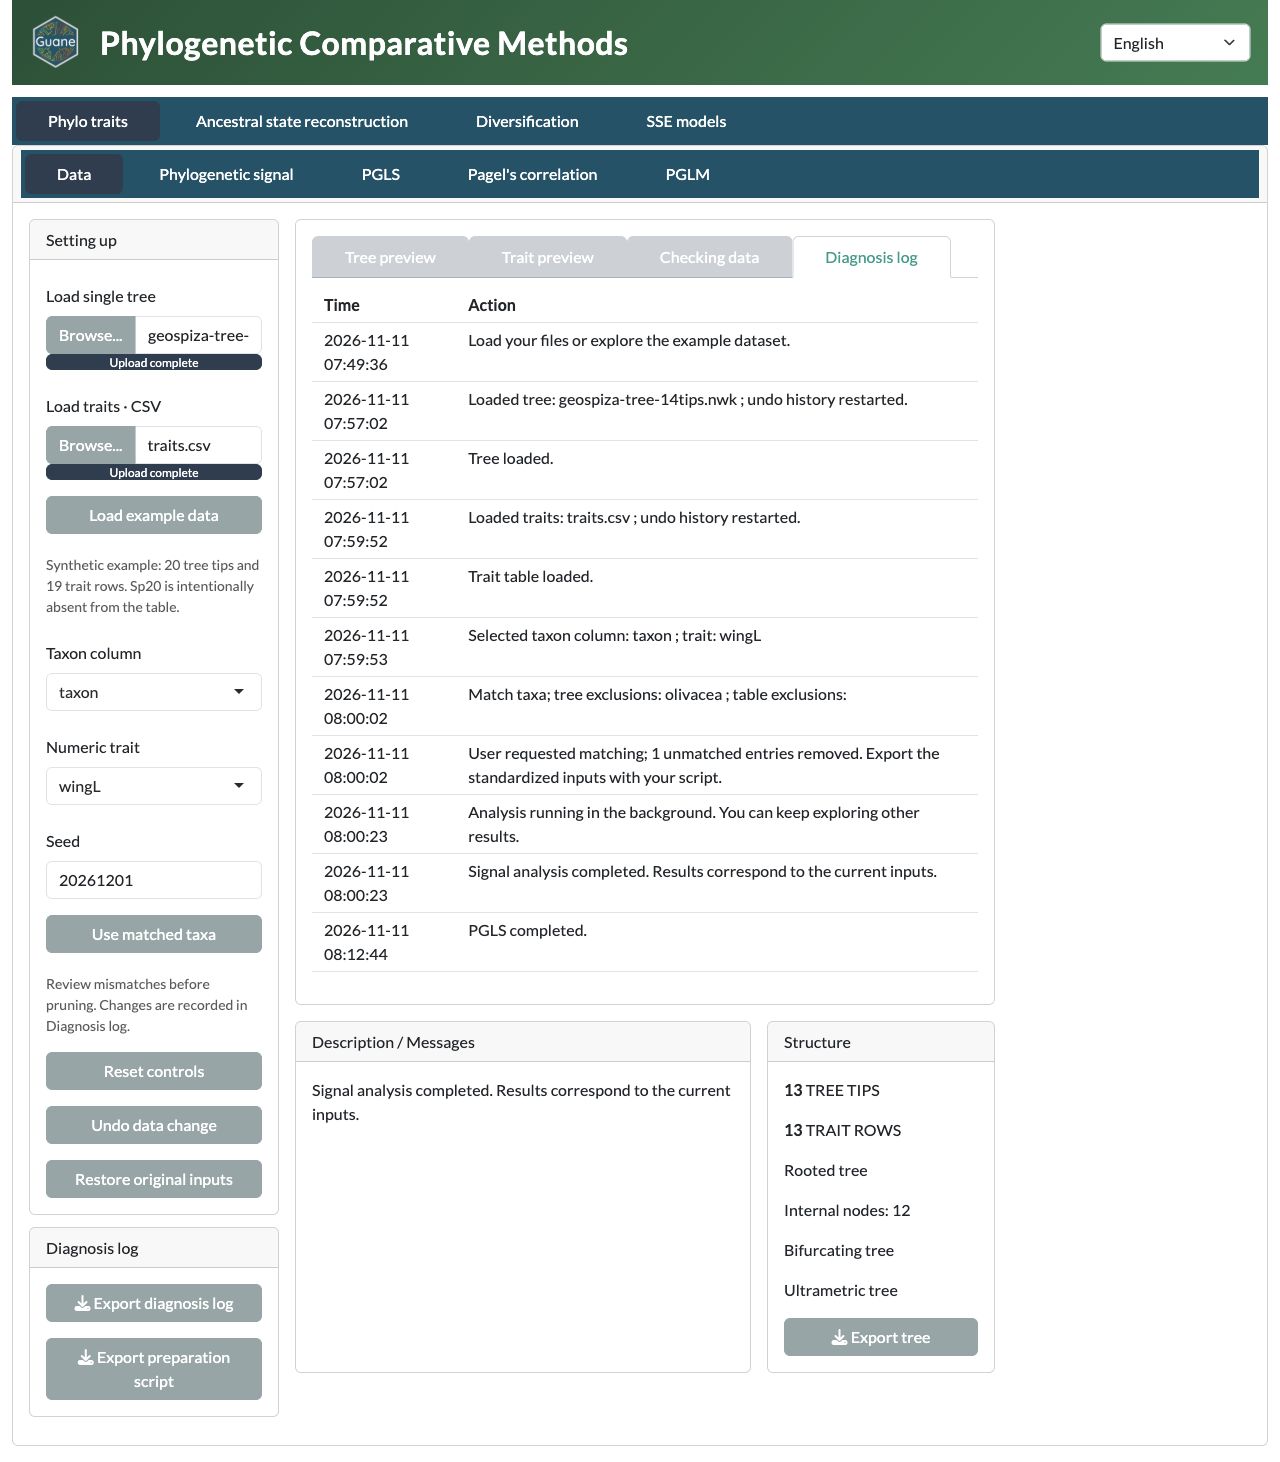 Guane
Phylogenetic Comparative Methods
English
Phylo traits
Ancestral state reconstruction
Diversification
SSE models
Data
Phylogenetic signal
PGLS
Pagel's correlation
PGLM
Setting up
Load single tree
Browse...
geospiza-tree-
Upload complete
Load traits · CSV
Browse...
traits.csv
Upload complete
Load example data
Synthetic example: 20 tree tips and
19 trait rows. Sp20 is intentionally
absent from the table.
Taxon column
taxon
Numeric trait
wingL
Seed
20261201
Use matched taxa
Review mismatches before
pruning. Changes are recorded in
Diagnosis log.
Reset controls
Undo data change
Restore original inputs
Diagnosis log
Export diagnosis log
Export preparation
script
Tree preview
Trait preview
Checking data
Diagnosis log
Time Action
2026-11-11 Load your files or explore the example dataset.
07:49:36
2026-11-11 Loaded tree: geospiza-tree-14tips.nwk ; undo history restarted.
07:57:02
2026-11-11 Tree loaded.
07:57:02
2026-11-11 Loaded traits: traits.csv ; undo history restarted.
07:59:52
2026-11-11 Trait table loaded.
07:59:52
2026-11-11 Selected taxon column: taxon ; trait: wingL
07:59:53
2026-11-11 Match taxa; tree exclusions: olivacea ; table exclusions:
08:00:02
2026-11-11 User requested matching; 1 unmatched entries removed. Export the
08:00:02 standardized inputs with your script.
2026-11-11 Analysis running in the background. You can keep exploring other
08:00:23 results.
2026-11-11 Signal analysis completed. Results correspond to the current inputs.
08:00:23
2026-11-11 PGLS completed.
08:12:44
Description / Messages
Signal analysis completed. Results correspond to the current
inputs.
Structure
13 TREE TIPS
13 TRAIT ROWS
Rooted tree
Internal nodes: 12
Bifurcating tree
Ultrametric tree
Export tree